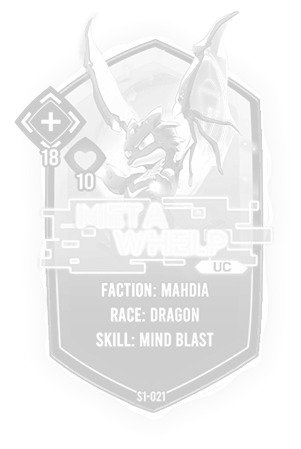 18
10
META
WHELP
UC
FACTION: MAHDIA
RACE: DRAGON
SKILL: MIND BLAST
S1-021